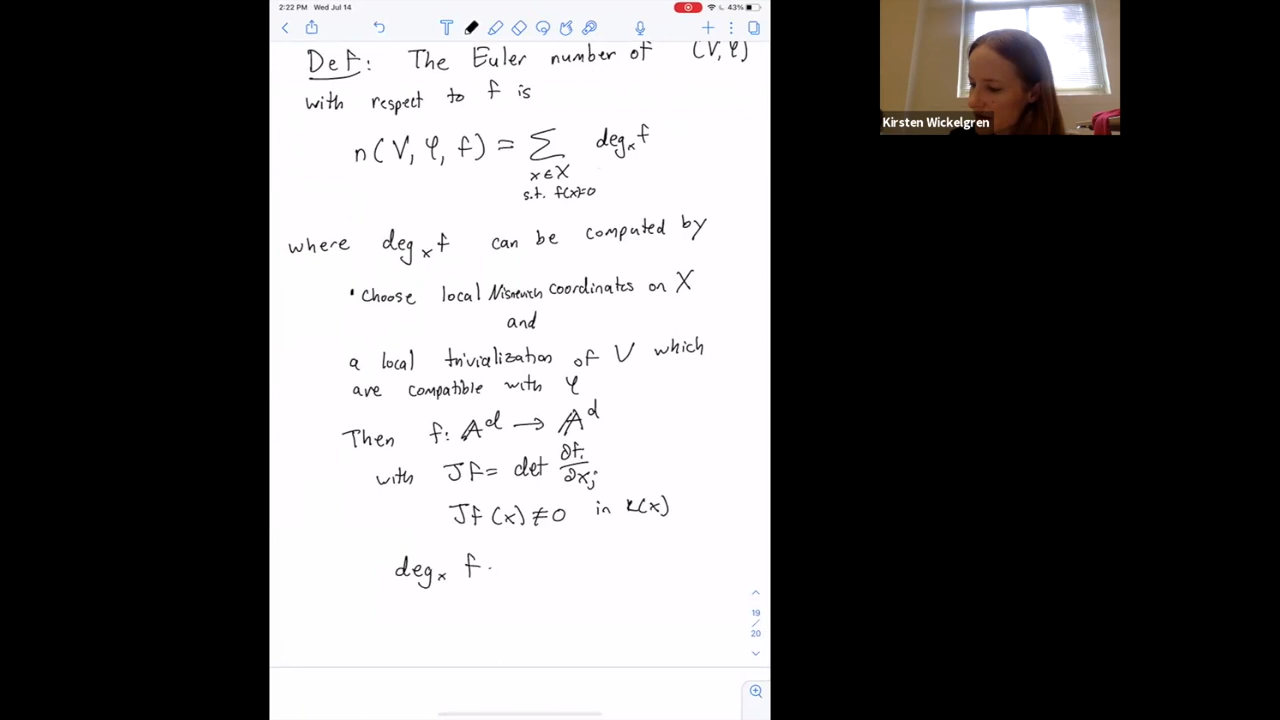 2:22 PM Wed Jul 14
43%
Def: The Euler number of (V, φ)
with respect to f is
n(V, φ, f) = Σ deg_x f
x ∈ X
s.t. f(x)=0
where deg_x f can be computed by
• Choose local Nisnevich coordinates on X
and
a local trivialization of V which
are compatible with φ
Then f: 𝔸^d → 𝔸^d
with Jf = det ∂f_i/∂x_j
Jf(x) ≠ 0 in k(x)
deg_x f
19
/
20
Kirsten Wickelgren